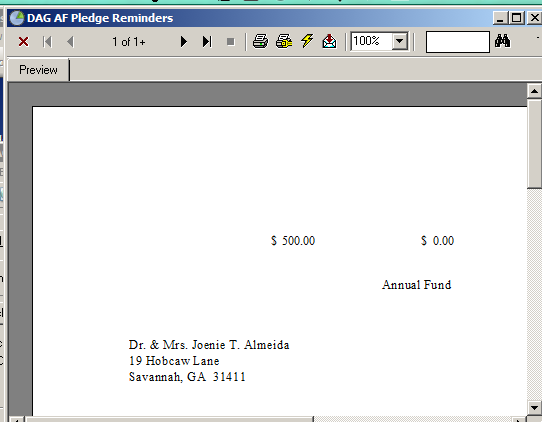 DAG AF Pledge Reminders
1 of 1+
100%
Preview
$ 500.00 $ 0.00
Annual Fund
Dr. & Mrs. Joenie T. Almeida
19 Hobcaw Lane
Savannah, GA 31411